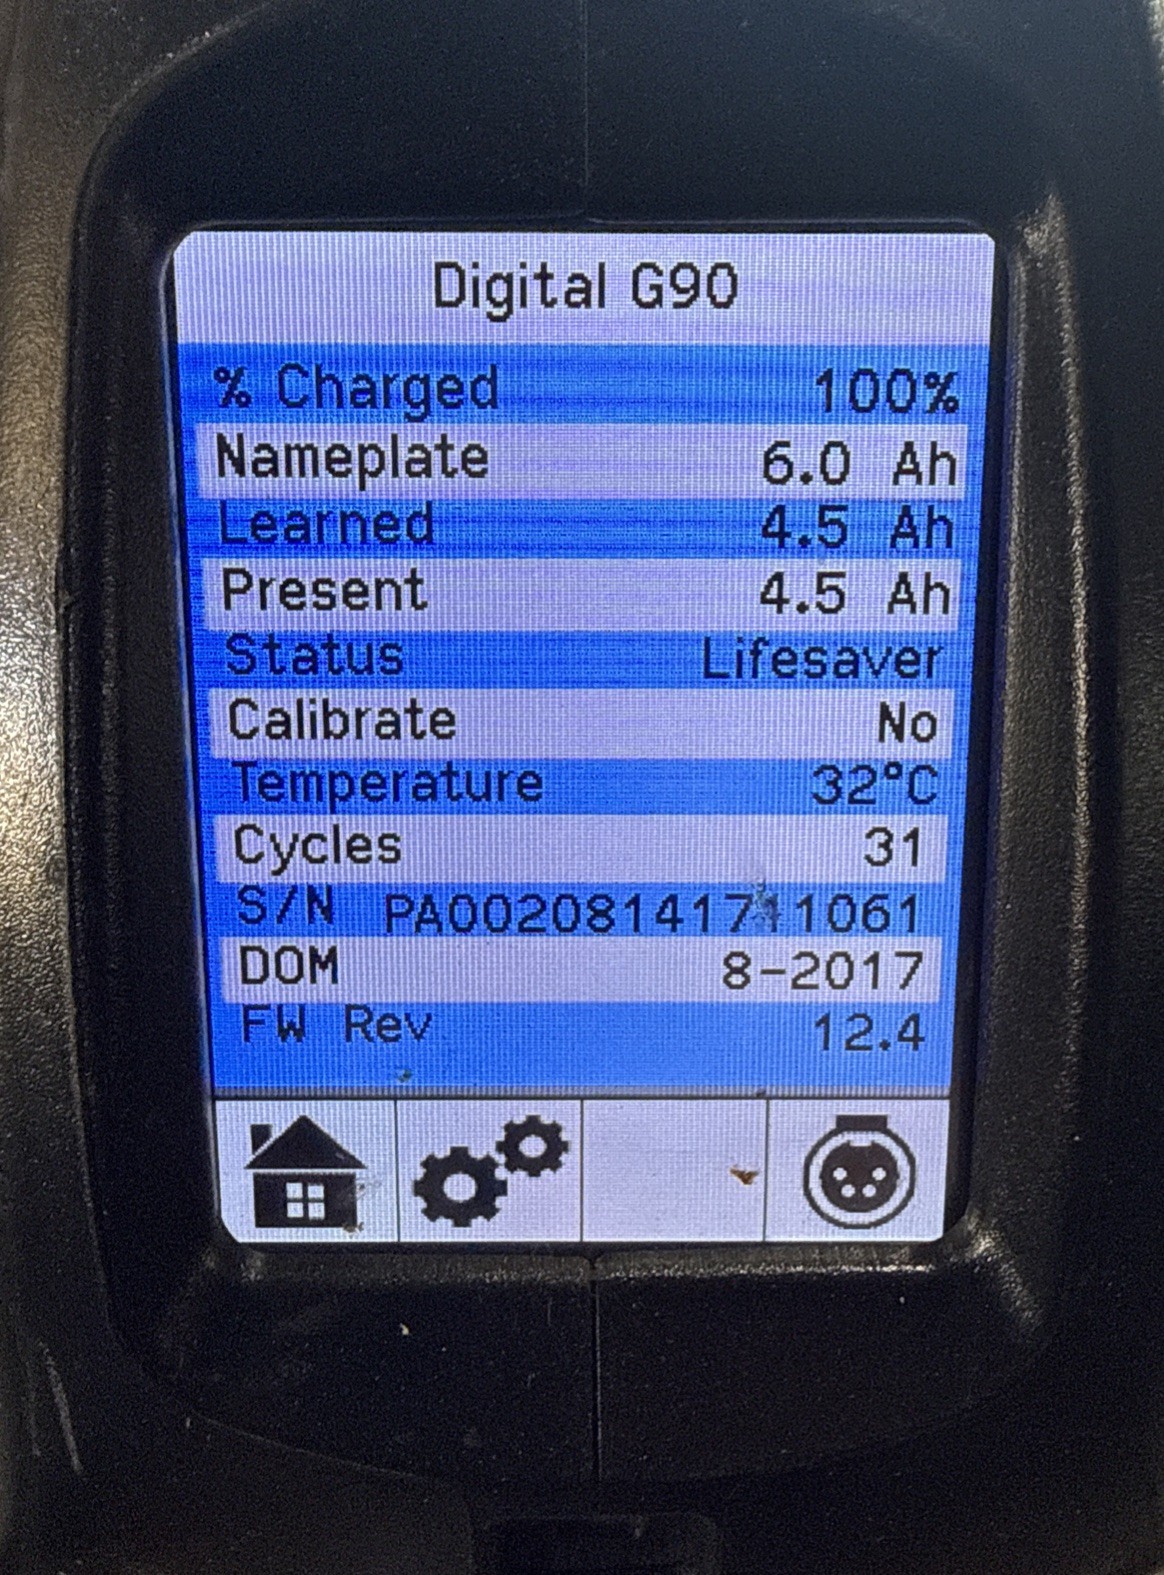 Digital G90
% Charged 100%
Nameplate 6.0 Ah
Learned 4.5 Ah
Present 4.5 Ah
Status Lifesaver
Calibrate No
Temperature 32°C
Cycles 31
S/N PA00208141711061
DOM 8-2017
FW Rev 12.4